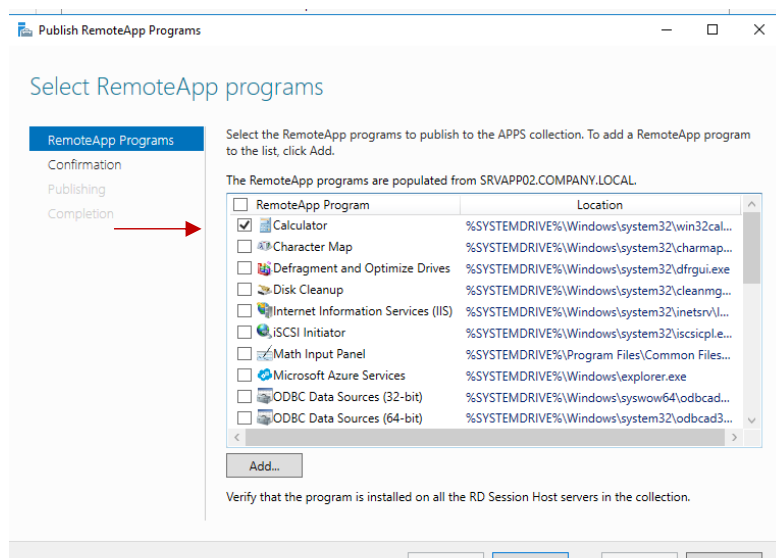 Publish RemoteApp Programs
Select RemoteApp programs
RemoteApp Programs
Confirmation
Publishing
Completion
Select the RemoteApp programs to publish to the APPS collection. To add a RemoteApp program
to the list, click Add.
The RemoteApp programs are populated from SRVAPP02.COMPANY.LOCAL.
RemoteApp Program Location
Calculator %SYSTEMDRIVE%\Windows\system32\win32cal...
Character Map %SYSTEMDRIVE%\Windows\system32\charmap...
Defragment and Optimize Drives %SYSTEMDRIVE%\Windows\system32\dfrgui.exe
Disk Cleanup %SYSTEMDRIVE%\Windows\system32\cleanmg...
Internet Information Services (IIS) %SYSTEMDRIVE%\Windows\system32\inetsrv\I...
iSCSI Initiator %SYSTEMDRIVE%\Windows\system32\iscsicpl.e...
Math Input Panel %SYSTEMDRIVE%\Program Files\Common Files...
Microsoft Azure Services %SYSTEMDRIVE%\Windows\explorer.exe
ODBC Data Sources (32-bit) %SYSTEMDRIVE%\Windows\syswow64\odbcad...
ODBC Data Sources (64-bit) %SYSTEMDRIVE%\Windows\system32\odbcad3...
Add...
Verify that the program is installed on all the RD Session Host servers in the collection.